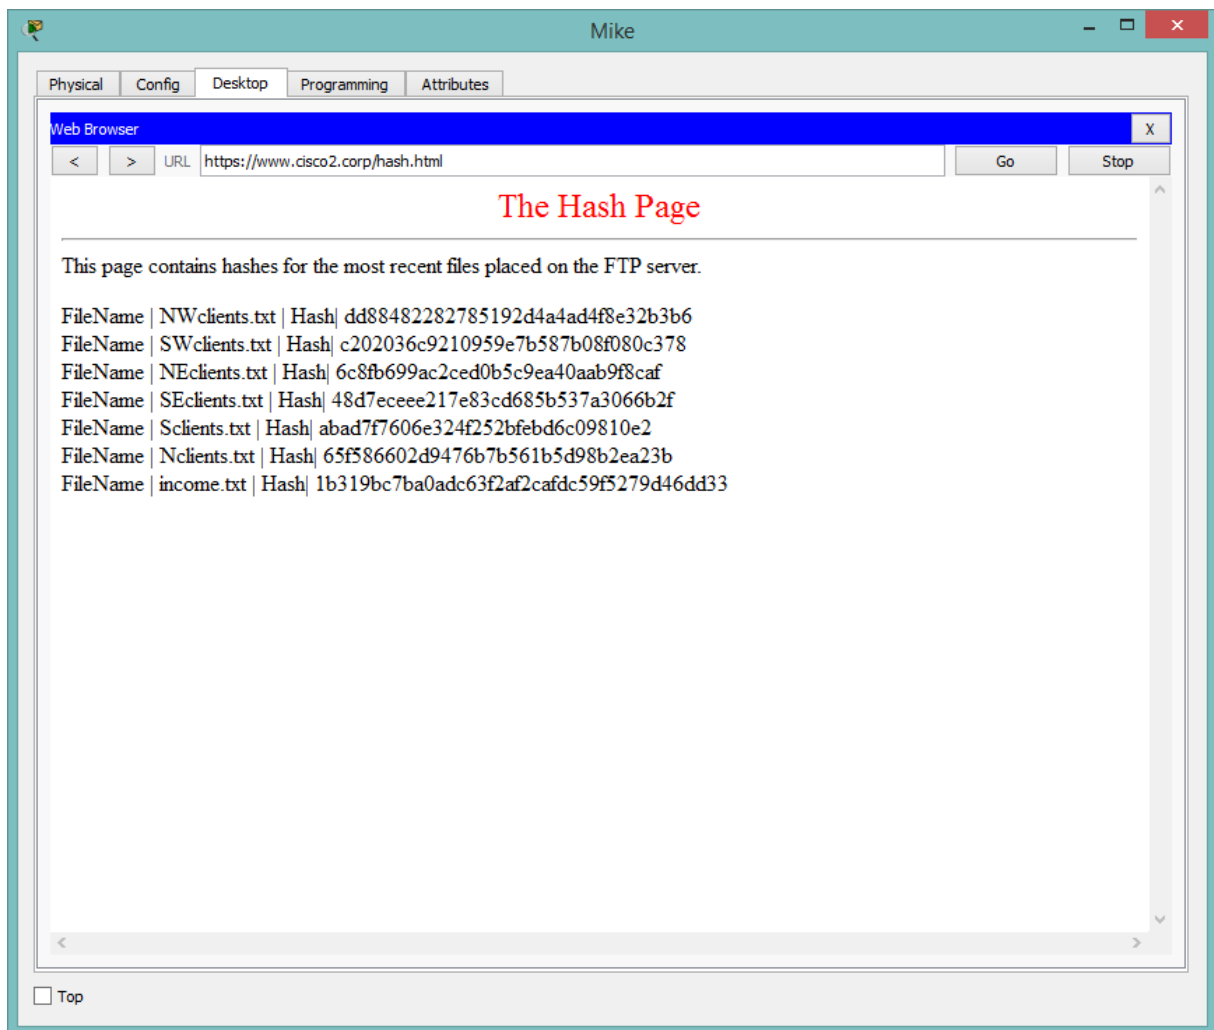 Mike
Physical Config Desktop Programming Attributes
Web Browser X
< > URL https://www.cisco2.corp/hash.html Go Stop
The Hash Page
This page contains hashes for the most recent files placed on the FTP server.
FileName | NWclients.txt | Hash| dd88482282785192d4a4ad4f8e32b3b6
FileName | SWclients.txt | Hash| c202036c9210959e7b587b08f080c378
FileName | NEclients.txt | Hash| 6c8fb699ac2ced0b5c9ea40aab9f8caf
FileName | SEclients.txt | Hash| 48d7eceee217e83cd685b537a3066b2f
FileName | Sclients.txt | Hash| abad7f7606e324f252bfebd6c09810e2
FileName | Nclients.txt | Hash| 65f586602d9476b7b561b5d98b2ea23b
FileName | income.txt | Hash| 1b319bc7ba0adc63f2af2cafdc59f5279d46dd33
Top